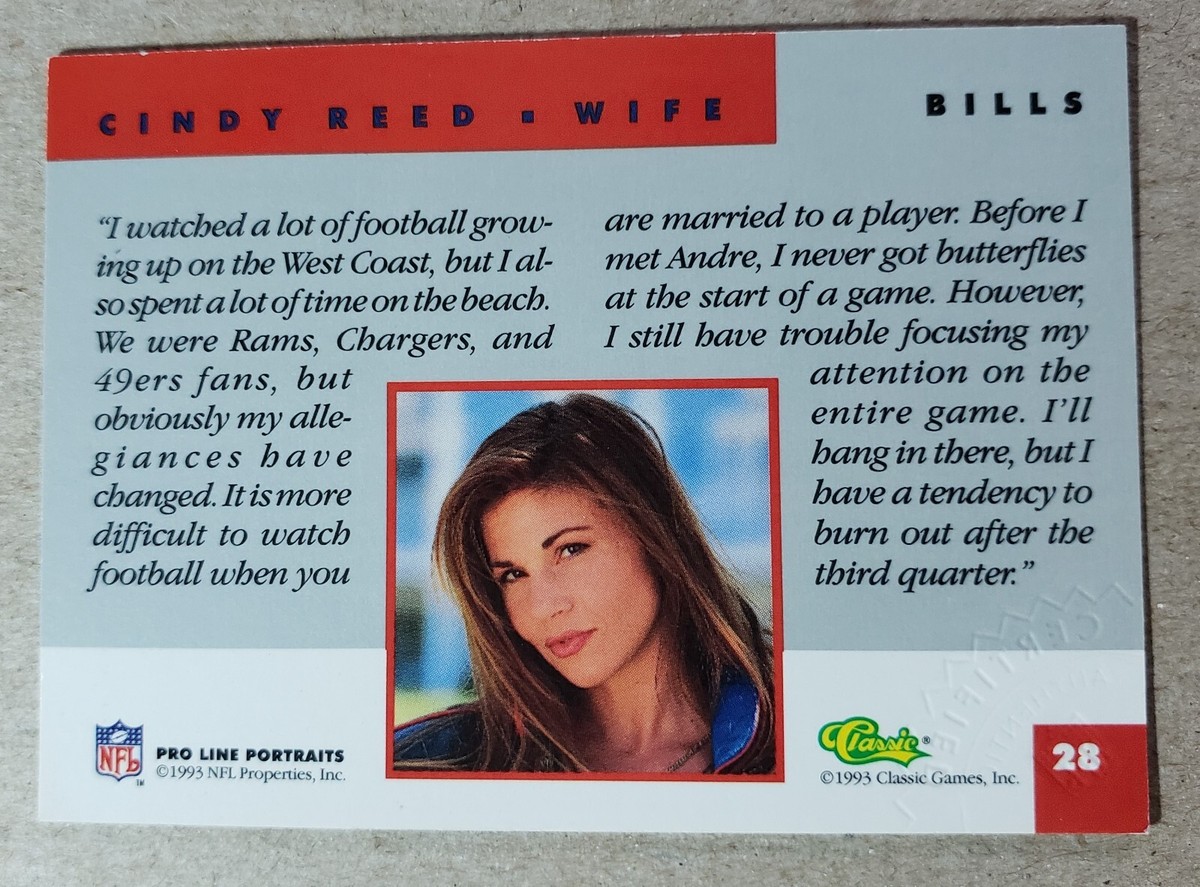 CINDY REED ▪ WIFE
BILLS
“I watched a lot of football grow-
ing up on the West Coast, but I al-
so spent a lot of time on the beach.
We were Rams, Chargers, and
49ers fans, but
obviously my alle-
giances have
changed. It is more
difficult to watch
football when you
are married to a player. Before I
met Andre, I never got butterflies
at the start of a game. However,
I still have trouble focusing my
attention on the
entire game. I’ll
hang in there, but I
have a tendency to
burn out after the
third quarter.”
NFL
TM
PRO LINE PORTRAITS
©1993 NFL Properties, Inc.
Classic®
©1993 Classic Games, Inc.
28